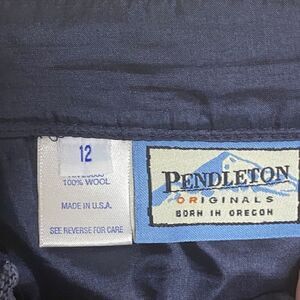 12
100% WOOL
MADE IN U.S.A.
SEE REVERSE FOR CARE
PENDLETON
ORIGINALS
BORN IN OREGON